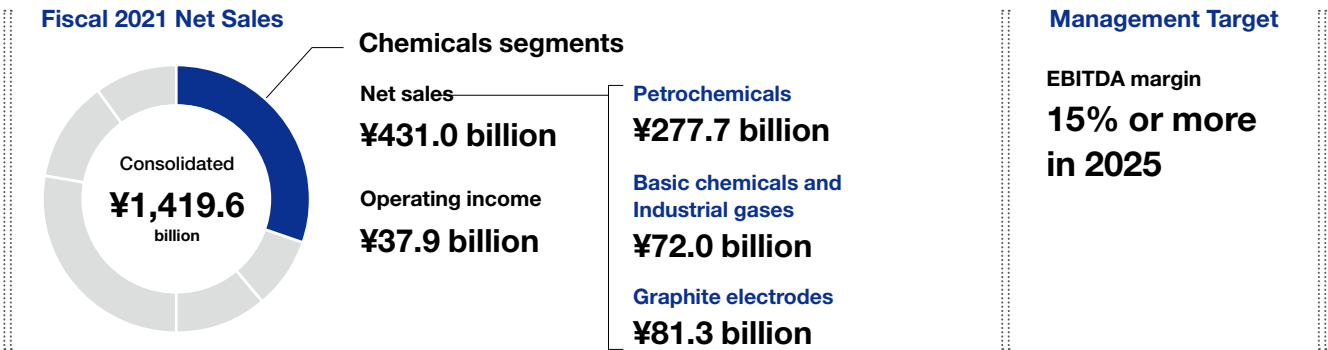 Fiscal 2021 Net Sales
Consolidated
¥1,419.6
billion
Chemicals segments
Net sales
¥431.0 billion
Operating income
¥37.9 billion
Petrochemicals
¥277.7 billion
Basic chemicals and
Industrial gases
¥72.0 billion
Graphite electrodes
¥81.3 billion
Management Target
EBITDA margin
15% or more
in 2025